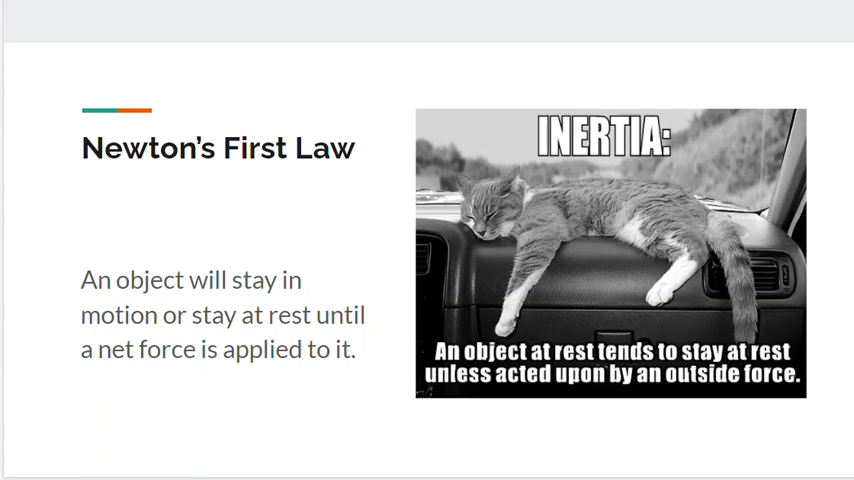 Newton’s First Law
An object will stay in
motion or stay at rest until
a net force is applied to it.
INERTIA:
An object at rest tends to stay at rest
unless acted upon by an outside force.